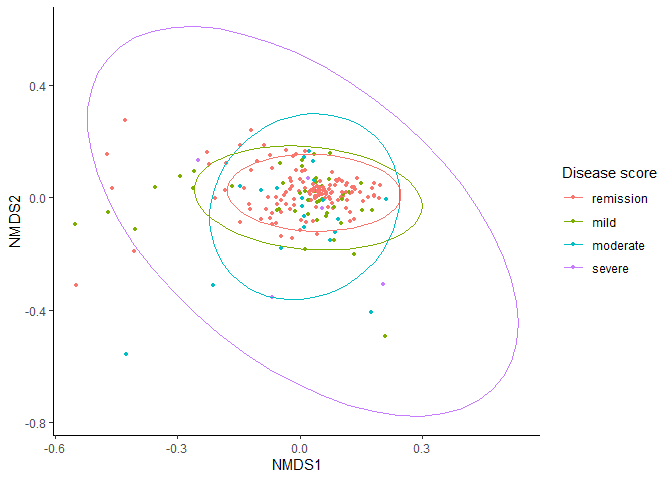 0.4
0.0
-0.4
-0.8
NMDS2
-0.6
-0.3
0.0
0.3
NMDS1
Disease score
remission
mild
moderate
severe